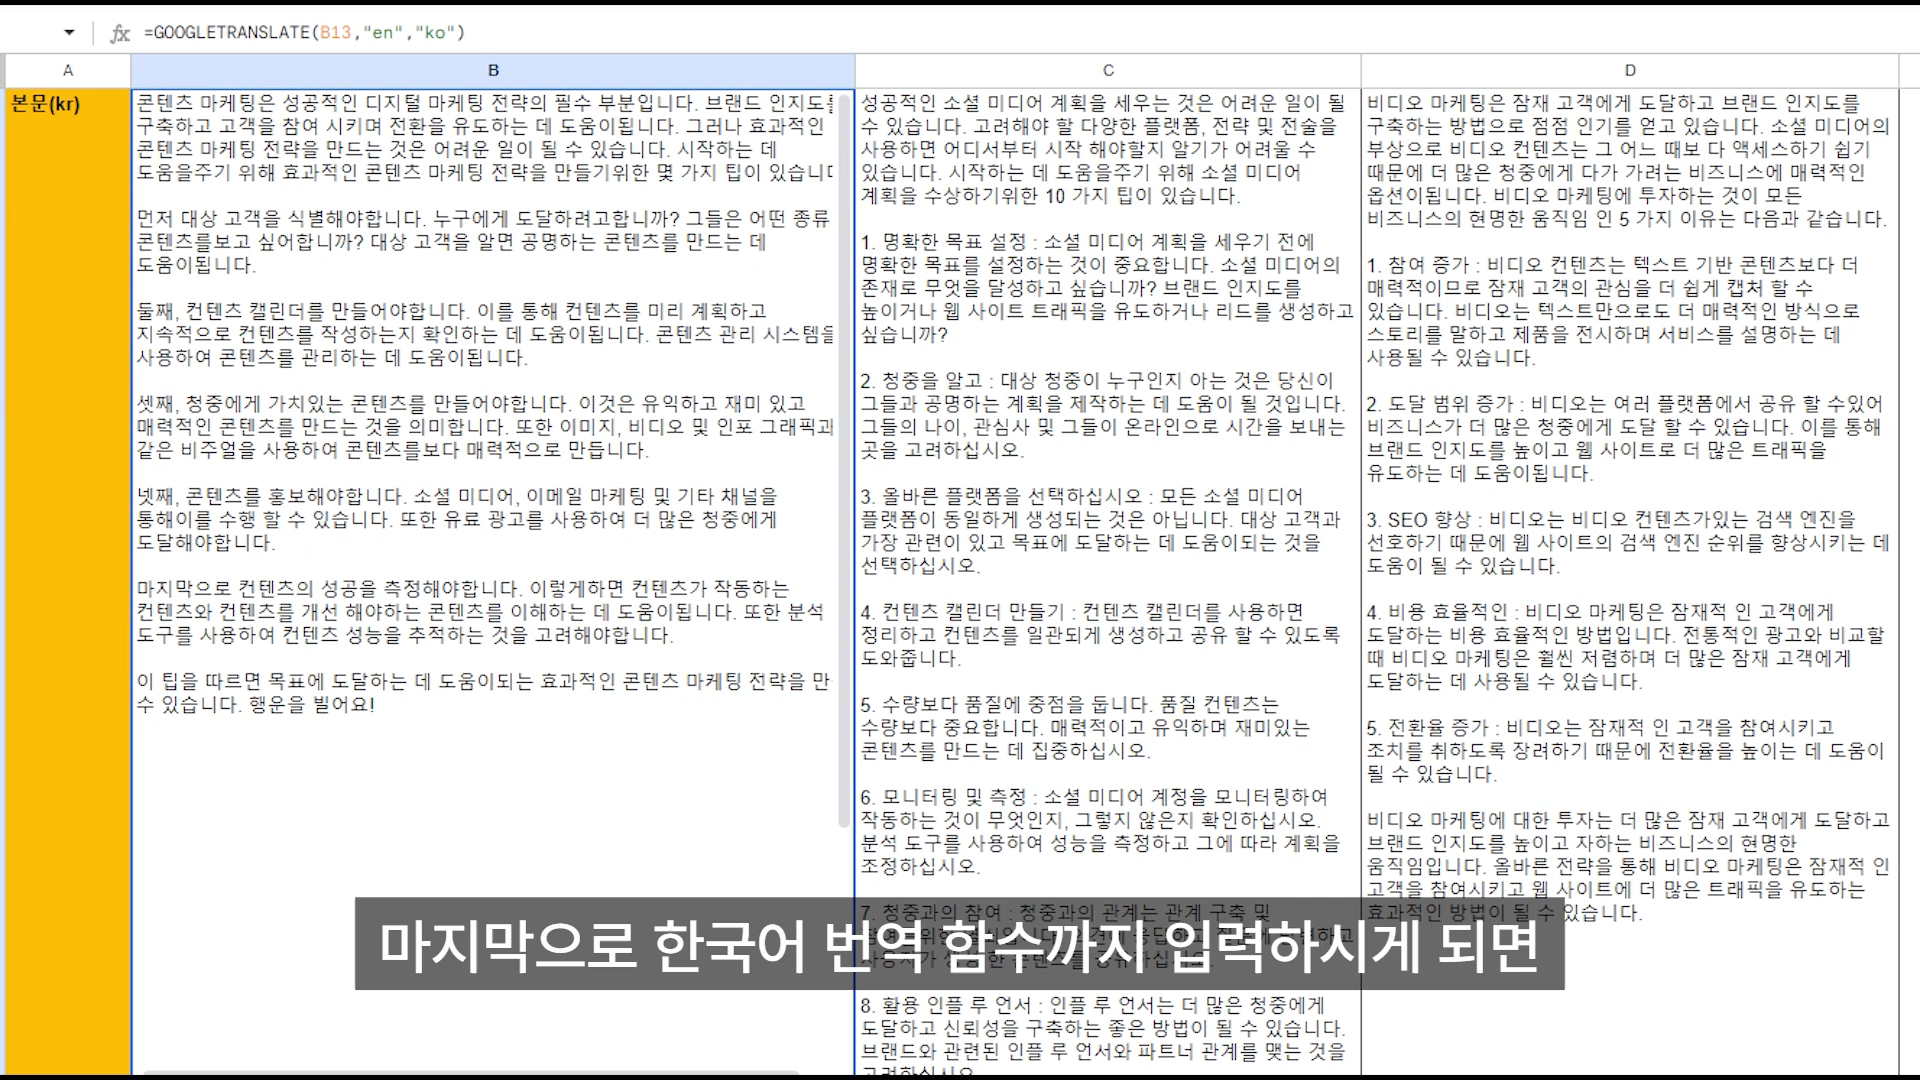 fx =GOOGLETRANSLATE(B13,"en","ko")
A
B
C
D
본문(kr)
콘텐츠 마케팅은 성공적인 디지털 마케팅 전략의 필수 부분입니다. 브랜드 인지도를
구축하고 고객을 참여 시키며 전환을 유도하는 데 도움이됩니다. 그러나 효과적인
콘텐츠 마케팅 전략을 만드는 것은 어려운 일이 될 수 있습니다. 시작하는 데
도움을주기 위해 효과적인 콘텐츠 마케팅 전략을 만들기위한 몇 가지 팁이 있습니다
먼저 대상 고객을 식별해야합니다. 누구에게 도달하려고합니까? 그들은 어떤 종류
콘텐츠를보고 싶어합니까? 대상 고객을 알면 공명하는 콘텐츠를 만드는 데
도움이됩니다.
둘째, 컨텐츠 캘린더를 만들어야합니다. 이를 통해 컨텐츠를 미리 계획하고
지속적으로 컨텐츠를 작성하는지 확인하는 데 도움이됩니다. 콘텐츠 관리 시스템을
사용하여 콘텐츠를 관리하는 데 도움이됩니다.
셋째, 청중에게 가치있는 콘텐츠를 만들어야합니다. 이것은 유익하고 재미 있고
매력적인 콘텐츠를 만드는 것을 의미합니다. 또한 이미지, 비디오 및 인포 그래픽과
같은 비주얼을 사용하여 콘텐츠를보다 매력적으로 만듭니다.
넷째, 콘텐츠를 홍보해야합니다. 소셜 미디어, 이메일 마케팅 및 기타 채널을
통해이를 수행 할 수 있습니다. 또한 유료 광고를 사용하여 더 많은 청중에게
도달해야합니다.
마지막으로 컨텐츠의 성공을 측정해야합니다. 이렇게하면 컨텐츠가 작동하는
컨텐츠와 컨텐츠를 개선 해야하는 콘텐츠를 이해하는 데 도움이됩니다. 또한 분석
도구를 사용하여 컨텐츠 성능을 추적하는 것을 고려해야합니다.
이 팁을 따르면 목표에 도달하는 데 도움이되는 효과적인 콘텐츠 마케팅 전략을 만
수 있습니다. 행운을 빌어요!
성공적인 소셜 미디어 계획을 세우는 것은 어려운 일이 될
수 있습니다. 고려해야 할 다양한 플랫폼, 전략 및 전술을
사용하면 어디서부터 시작 해야할지 알기가 어려울 수
있습니다. 시작하는 데 도움을주기 위해 소셜 미디어
계획을 수상하기위한 10 가지 팁이 있습니다.
1. 명확한 목표 설정 : 소셜 미디어 계획을 세우기 전에
명확한 목표를 설정하는 것이 중요합니다. 소셜 미디어의
존재로 무엇을 달성하고 싶습니까? 브랜드 인지도를
높이거나 웹 사이트 트래픽을 유도하거나 리드를 생성하고
싶습니까?
2. 청중을 알고 : 대상 청중이 누구인지 아는 것은 당신이
그들과 공명하는 계획을 제작하는 데 도움이 될 것입니다.
그들의 나이, 관심사 및 그들이 온라인으로 시간을 보내는
곳을 고려하십시오.
3. 올바른 플랫폼을 선택하십시오 : 모든 소셜 미디어
플랫폼이 동일하게 생성되는 것은 아닙니다. 대상 고객과
가장 관련이 있고 목표에 도달하는 데 도움이되는 것을
선택하십시오.
4. 컨텐츠 캘린더 만들기 : 컨텐츠 캘린더를 사용하면
정리하고 컨텐츠를 일관되게 생성하고 공유 할 수 있도록
도와줍니다.
5. 수량보다 품질에 중점을 둡니다. 품질 컨텐츠는
수량보다 중요합니다. 매력적이고 유익하며 재미있는
콘텐츠를 만드는 데 집중하십시오.
6. 모니터링 및 측정 : 소셜 미디어 계정을 모니터링하여
작동하는 것이 무엇인지, 그렇지 않은지 확인하십시오.
분석 도구를 사용하여 성능을 측정하고 그에 따라 계획을
조정하십시오.
7. 청중과의 참여 : 청중과의 관계는 관계 구축 및
8. 활용 인플 루 언서 : 인플 루 언서는 더 많은 청중에게
도달하고 신뢰성을 구축하는 좋은 방법이 될 수 있습니다.
브랜드와 관련된 인플 루 언서와 파트너 관계를 맺는 것을
고려하십시오
비디오 마케팅은 잠재 고객에게 도달하고 브랜드 인지도를
구축하는 방법으로 점점 인기를 얻고 있습니다. 소셜 미디어의
부상으로 비디오 컨텐츠는 그 어느 때보 다 액세스하기 쉽기
때문에 더 많은 청중에게 다가 가려는 비즈니스에 매력적인
옵션이됩니다. 비디오 마케팅에 투자하는 것이 모든
비즈니스의 현명한 움직임 인 5 가지 이유는 다음과 같습니다.
1. 참여 증가 : 비디오 컨텐츠는 텍스트 기반 콘텐츠보다 더
매력적이므로 잠재 고객의 관심을 더 쉽게 캡처 할 수
있습니다. 비디오는 텍스트만으로도 더 매력적인 방식으로
스토리를 말하고 제품을 전시하며 서비스를 설명하는 데
사용될 수 있습니다.
2. 도달 범위 증가 : 비디오는 여러 플랫폼에서 공유 할 수있어
비즈니스가 더 많은 청중에게 도달 할 수 있습니다. 이를 통해
브랜드 인지도를 높이고 웹 사이트로 더 많은 트래픽을
유도하는 데 도움이됩니다.
3. SEO 향상 : 비디오는 비디오 컨텐츠가있는 검색 엔진을
선호하기 때문에 웹 사이트의 검색 엔진 순위를 향상시키는 데
도움이 될 수 있습니다.
4. 비용 효율적인 : 비디오 마케팅은 잠재적 인 고객에게
도달하는 비용 효율적인 방법입니다. 전통적인 광고와 비교할
때 비디오 마케팅은 훨씬 저렴하며 더 많은 잠재 고객에게
도달하는 데 사용될 수 있습니다.
5. 전환율 증가 : 비디오는 잠재적 인 고객을 참여시키고
조치를 취하도록 장려하기 때문에 전환율을 높이는 데 도움이
될 수 있습니다.
비디오 마케팅에 대한 투자는 더 많은 잠재 고객에게 도달하고
브랜드 인지도를 높이고 자하는 비즈니스의 현명한
움직임입니다. 올바른 전략을 통해 비디오 마케팅은 잠재적 인
고객을 참여시키고 웹 사이트에 더 많은 트래픽을 유도하는
효과적인 방법이 될 수 있습니다.
마지막으로 한국어 번역 함수까지 입력하시게 되면